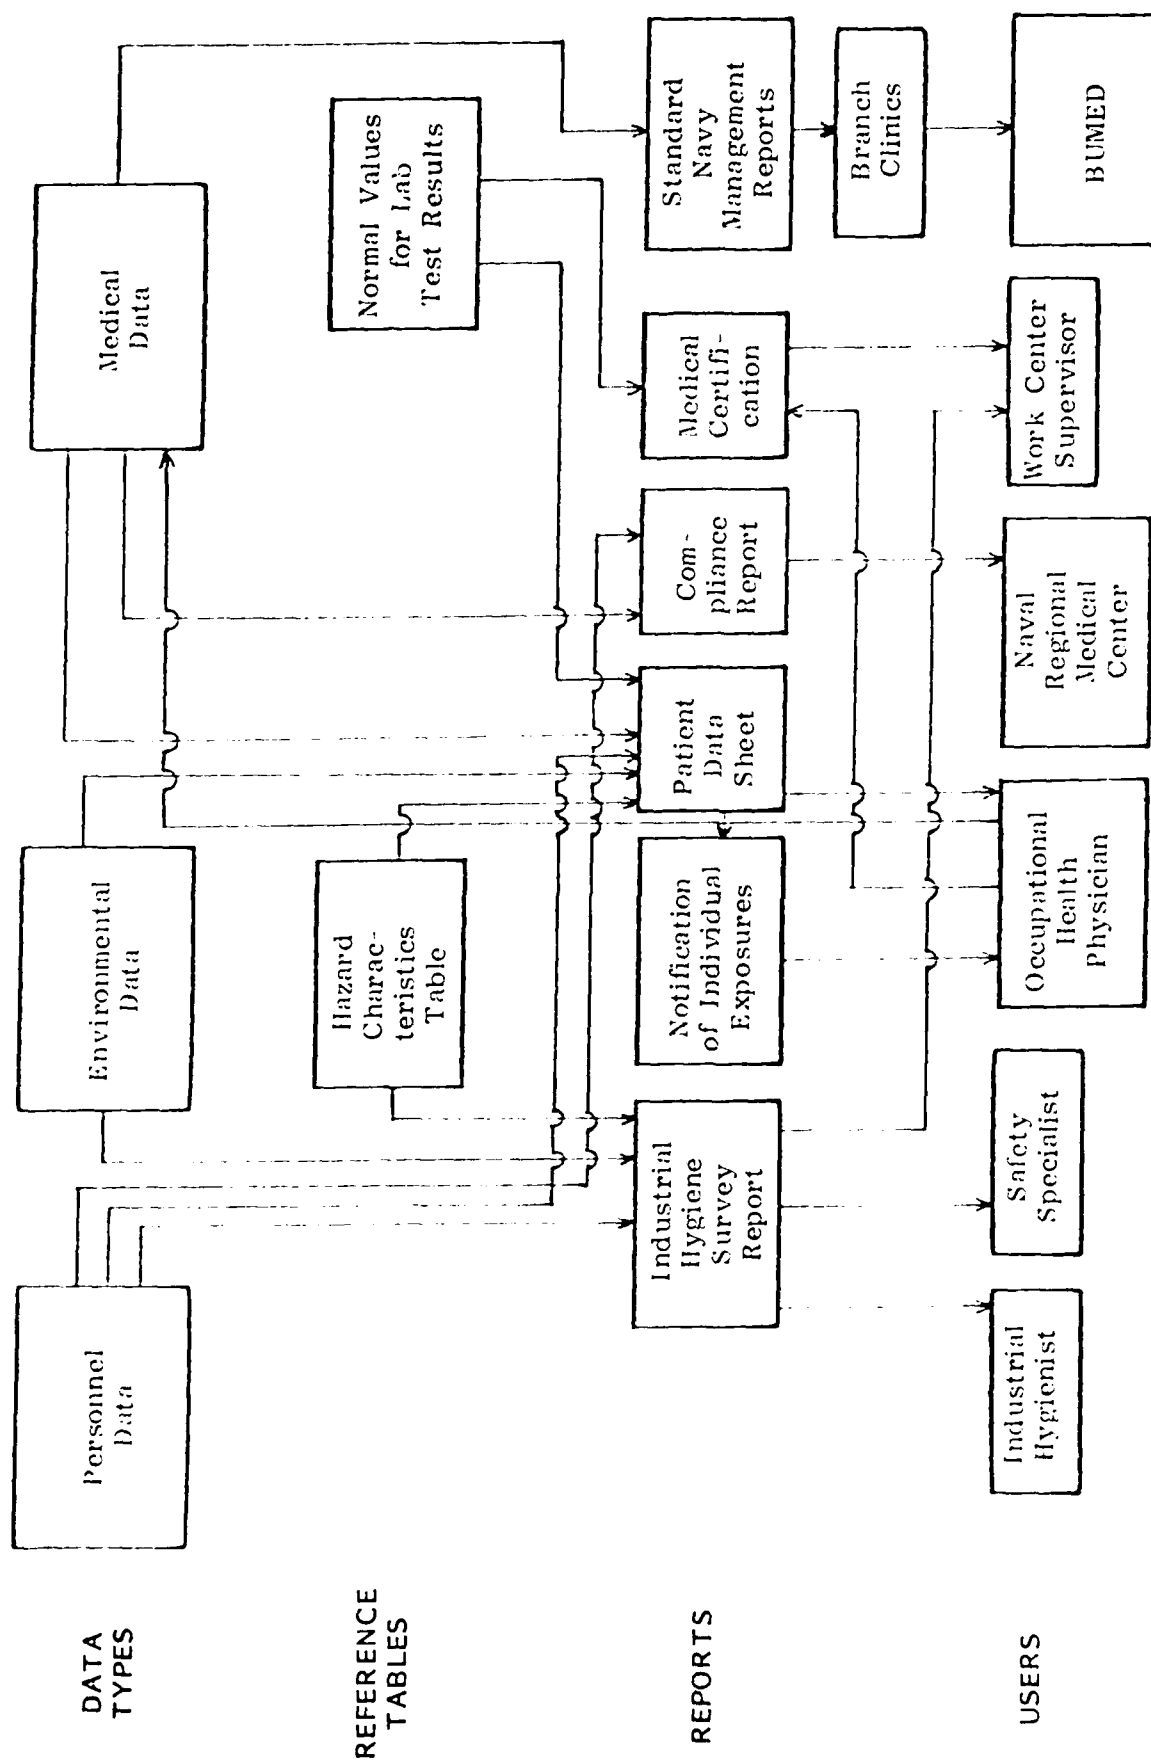 DATA
TYPES
Personnel
Data
Environmental
Data
Medical
Data
REFERENCE
TABLES
Hazard
Charac-
teristics
Table
Normal Values
for Lab
Test Results
REPORTS
Industrial
Hygiene
Survey
Report
Notification
of Individual
Exposures
Patient
Data
Sheet
Com-
pliance
Report
Medical
Certifi-
cation
Standard
Navy
Management
Reports
Branch
Clinics
USERS
Industrial
Hygienist
Safety
Specialist
Occupational
Health
Physician
Naval
Regional
Medical
Center
Work Center
Supervisor
BUMED